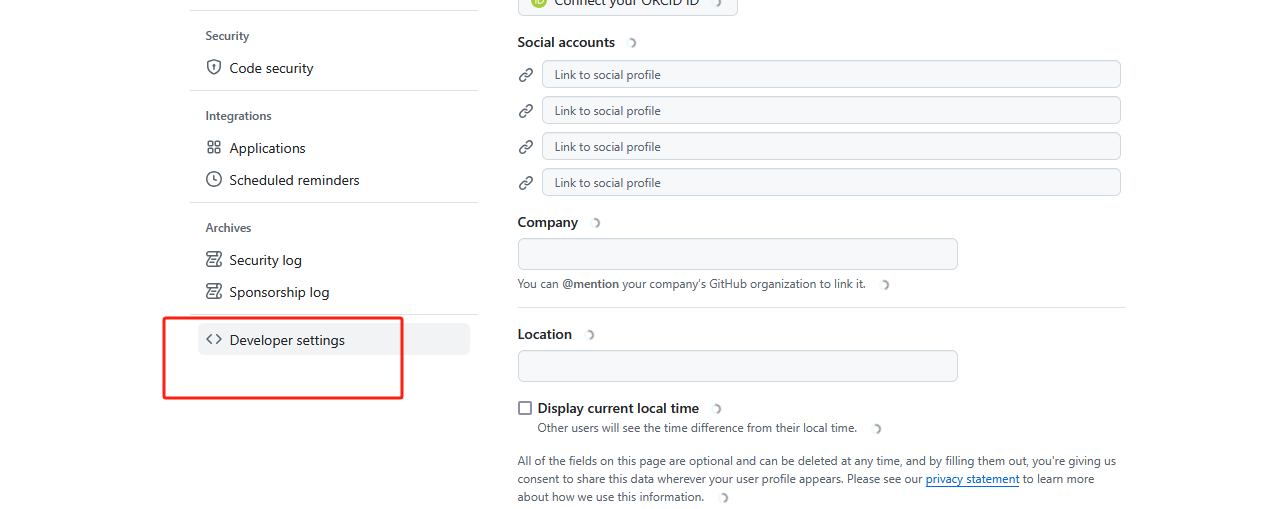 Connect your ORCID iD
Security
Code security
Integrations
Applications
Scheduled reminders
Archives
Security log
Sponsorship log
Developer settings
Social accounts
Link to social profile
Link to social profile
Link to social profile
Link to social profile
Company
You can @mention your company's GitHub organization to link it.
Location
Display current local time
Other users will see the time difference from their local time.
All of the fields on this page are optional and can be deleted at any time, and by filling them out, you're giving us
consent to share this data wherever your user profile appears. Please see our privacy statement to learn more
about how we use this information.